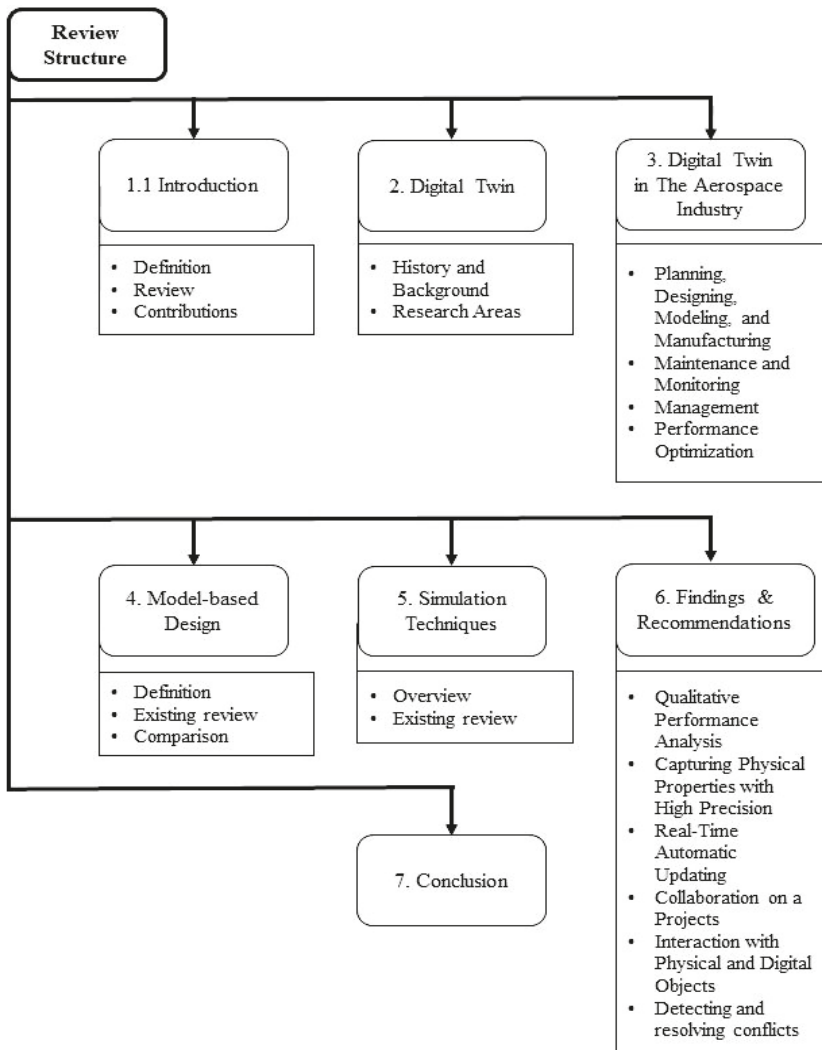 Review
Structure
1.1 Introduction
• Definition
• Review
• Contributions
2. Digital Twin
• History and
Background
• Research Areas
3. Digital Twin
in The Aerospace
Industry
• Planning,
Designing,
Modeling, and
Manufacturing
• Maintenance and
Monitoring
• Management
• Performance
Optimization
4. Model-based
Design
• Definition
• Existing review
• Comparison
5. Simulation
Techniques
• Overview
• Existing review
6. Findings &
Recommendations
• Qualitative
Performance
Analysis
• Capturing Physical
Properties with
High Precision
• Real-Time
Automatic
Updating
• Collaboration on a
Projects
• Interaction with
Physical and Digital
Objects
• Detecting and
resolving conflicts
7. Conclusion